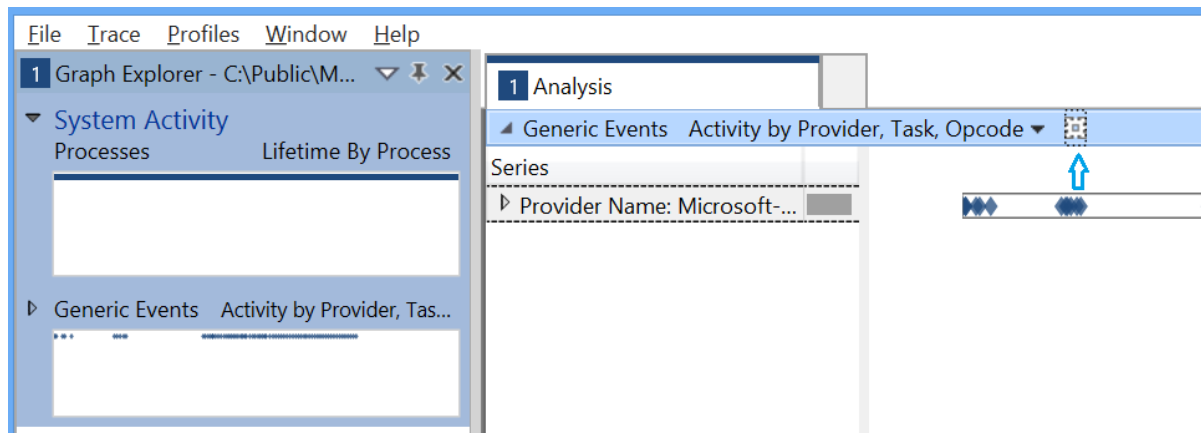 File Trace Profiles Window Help
1 Graph Explorer - C:\Public\M...
System Activity
Processes Lifetime By Process
Generic Events Activity by Provider, Tas...
1 Analysis
Generic Events Activity by Provider, Task, Opcode
Series
Provider Name: Microsoft-...